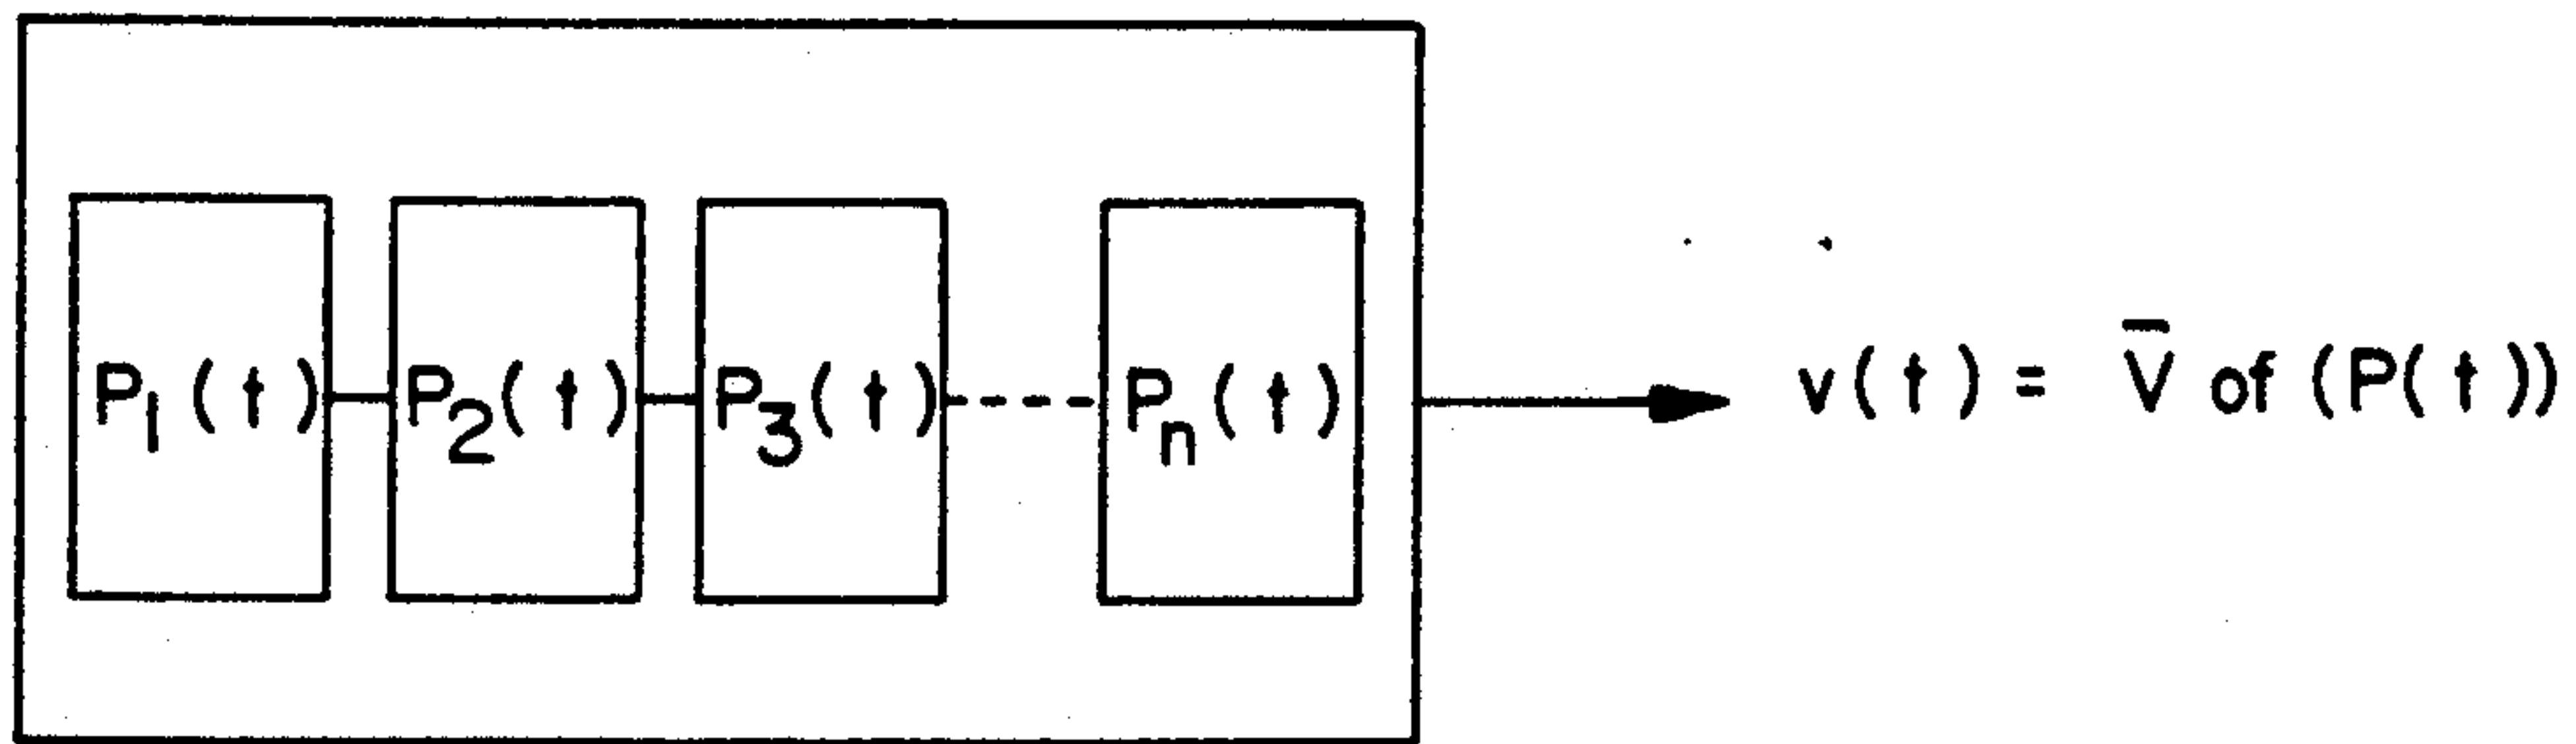 P₁(t) P₂(t) P₃(t) Pₙ(t) v(t) = V̅ of (P(t))